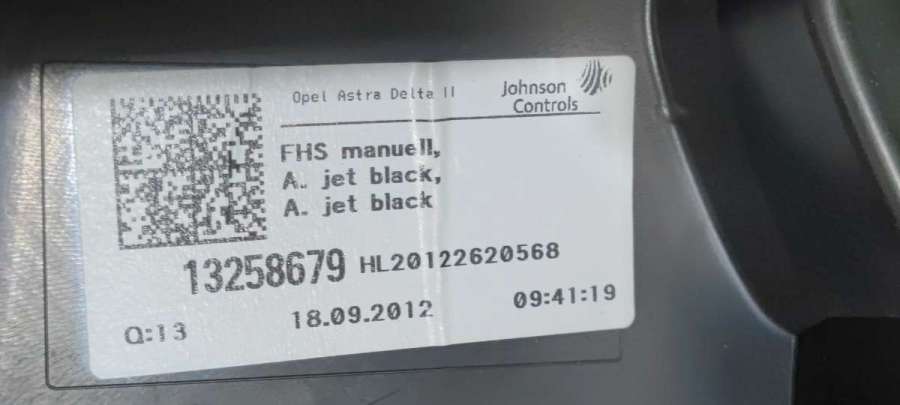 Opel Astra Delta II
Johnson
Controls
FHS manuell,
A. jet black,
A. jet black
13258679 HL20122620568
18.09.2012 09:41:19
Q:13